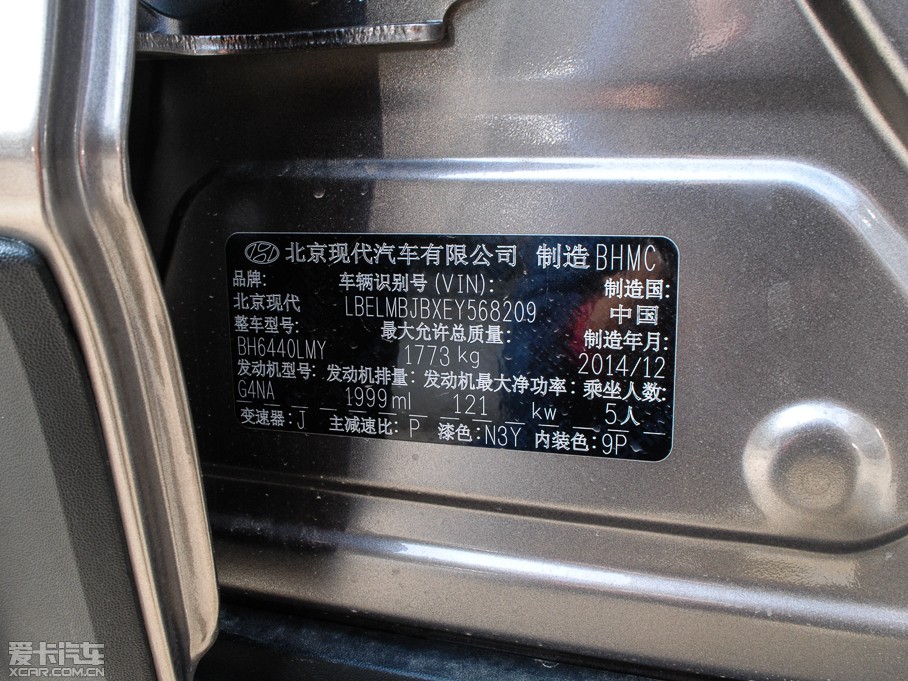 北京现代汽车有限公司 制造 BHMC
品牌: 车辆识别号(VIN): 制造国:
北京现代 LBELMBJBXEY568209 中国
整车型号: 最大允许总质量: 制造年月:
BH6440LMY 1773 kg 2014/12
发动机型号: 发动机排量: 发动机最大净功率: 乘坐人数:
G4NA 1999 ml 121 kw 5人
变速器: J 主减速比: P 漆色: N3Y 内装色: 9P
爱卡汽车
XCAR.COM.CN